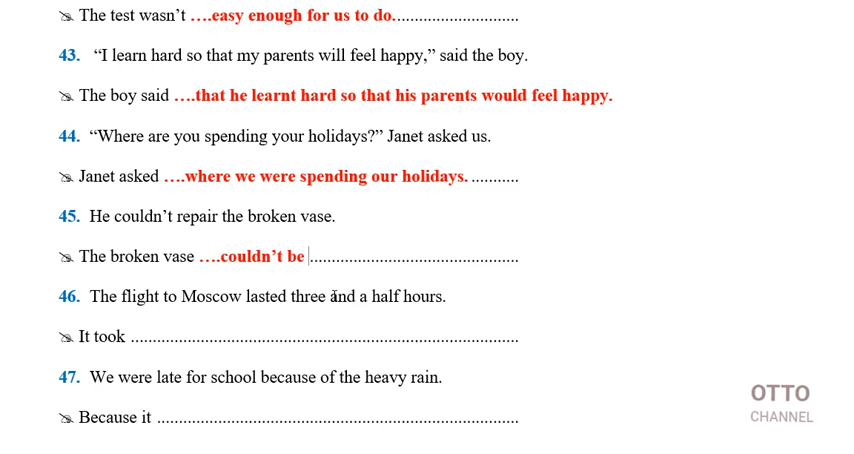 The test wasn't ….easy enough for us to do............................
43. “I learn hard so that my parents will feel happy,” said the boy.
The boy said ….that he learnt hard so that his parents would feel happy.
44. “Where are you spending your holidays?” Janet asked us.
Janet asked ….where we were spending our holidays. ...........
45. He couldn’t repair the broken vase.
The broken vase ….couldn’t be ..............................................
46. The flight to Moscow lasted three and a half hours.
It took ....................................................................................
47. We were late for school because of the heavy rain.
Because it ...............................................................................
OTTO
CHANNEL